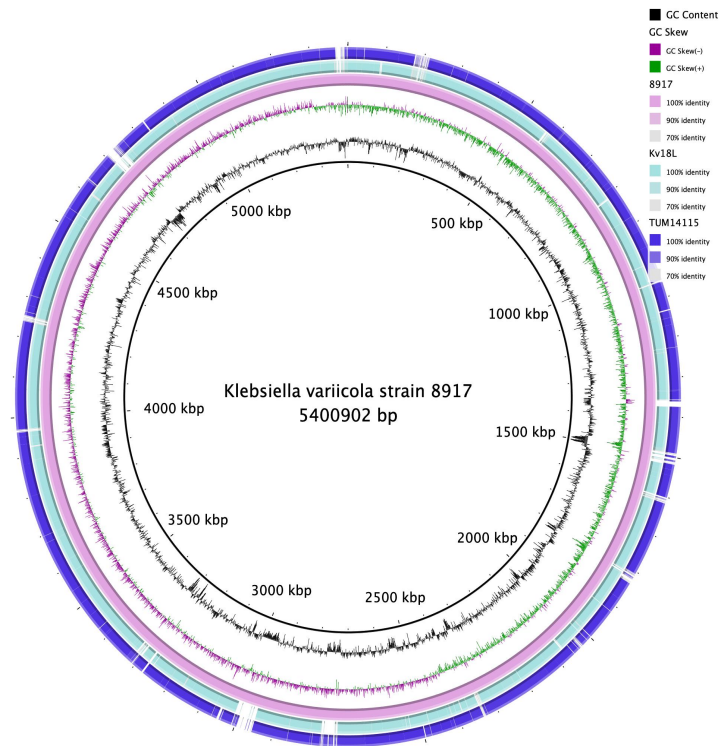 GC Content
GC Skew
GC Skew(-)
GC Skew(+)
8917
100% identity
90% identity
70% identity
Kv18L
100% identity
90% identity
70% identity
TUM14115
100% identity
90% identity
70% identity
5000 kbp
500 kbp
4500 kbp
1000 kbp
Klebsiella variicola strain 8917
5400902 bp
4000 kbp
1500 kbp
3500 kbp
2000 kbp
3000 kbp
2500 kbp